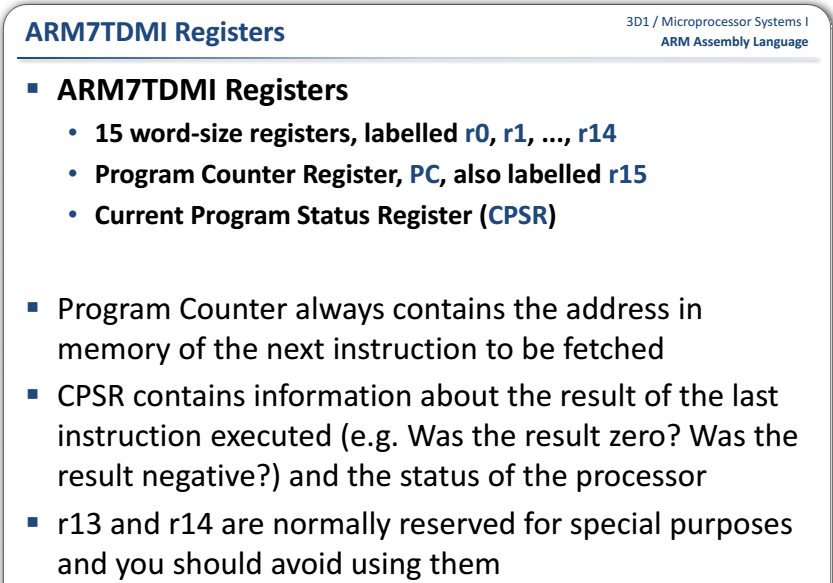 ARM7TDMI Registers
3D1 / Microprocessor Systems I
ARM Assembly Language
▪ ARM7TDMI Registers
• 15 word-size registers, labelled r0, r1, ..., r14
• Program Counter Register, PC, also labelled r15
• Current Program Status Register (CPSR)
▪ Program Counter always contains the address in
memory of the next instruction to be fetched
▪ CPSR contains information about the result of the last
instruction executed (e.g. Was the result zero? Was the
result negative?) and the status of the processor
▪ r13 and r14 are normally reserved for special purposes
and you should avoid using them